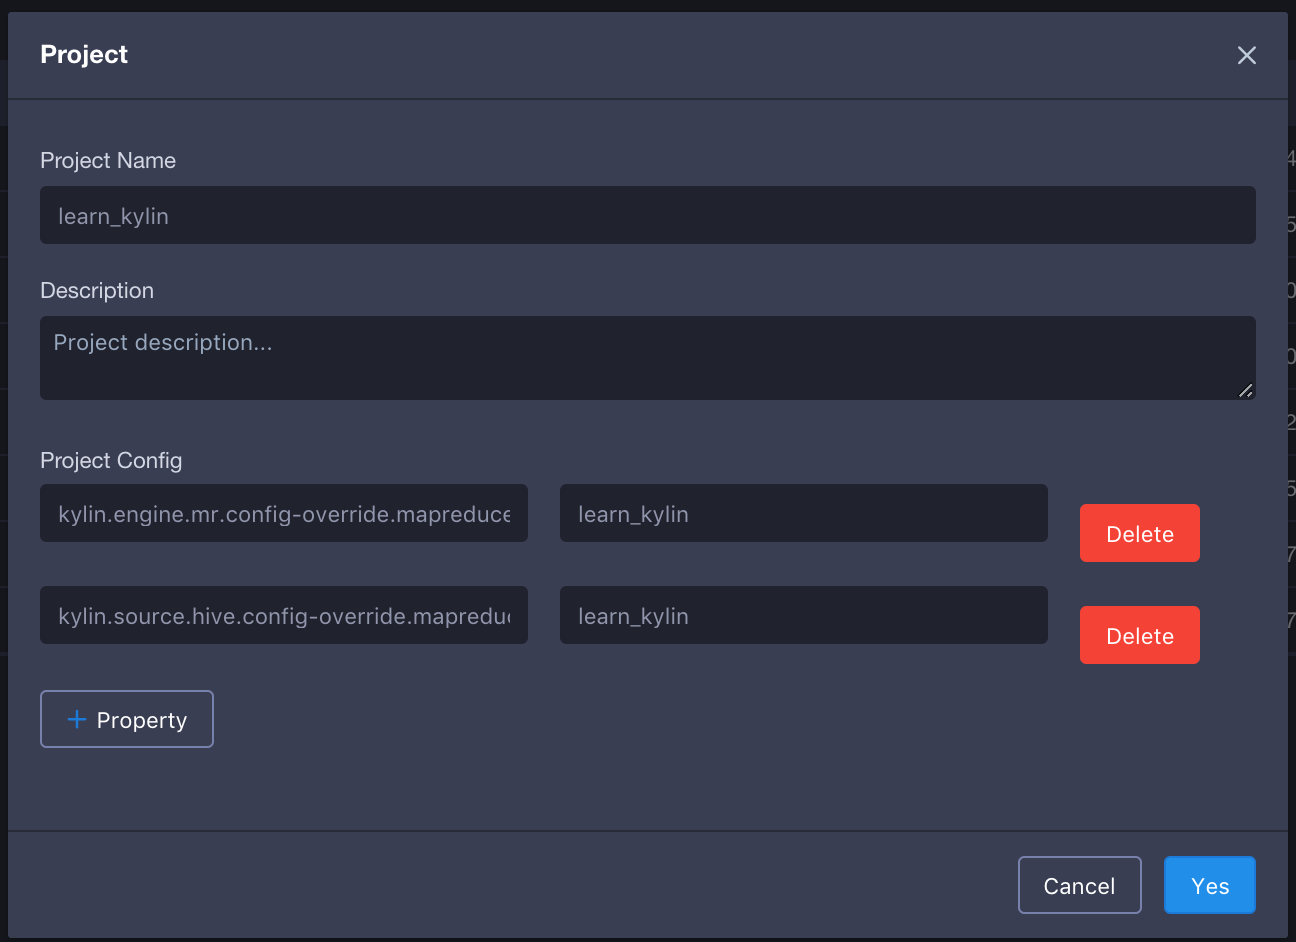 Project
Project Name
learn_kylin
Description
Project description...
Project Config
kylin.engine.mr.config-override.mapreduce
learn_kylin
Delete
kylin.source.hive.config-override.mapredu
learn_kylin
Delete
+ Property
Cancel
Yes